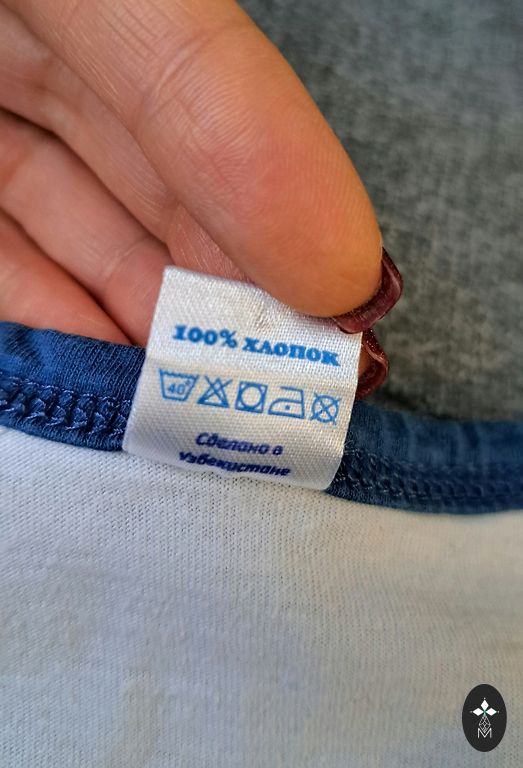 100% хлопок
40°
Сделано в
Узбекистане
M